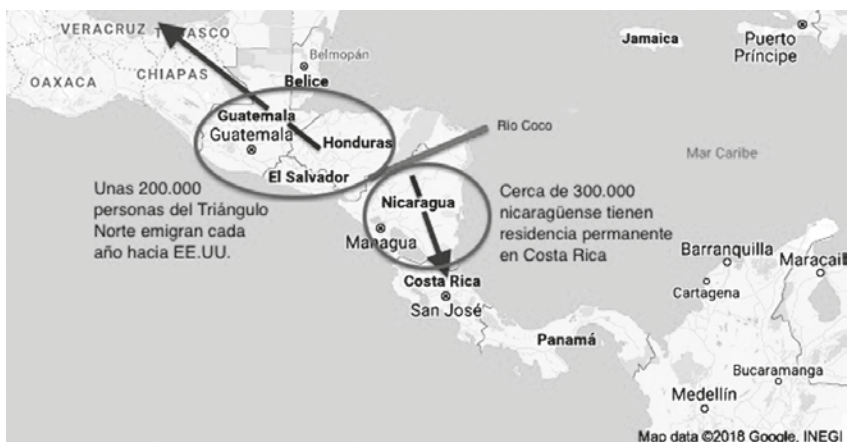 VERACRUZ
OAXACA
CHIAPAS
Belmopán
Belice
Jamaica
Puerto
Príncipe
Guatemala
Guatemala
Honduras
El Salvador
Río Coco
Mar Caribe
Unas 200.000
personas del Triángulo
Norte emigran cada
año hacia EE.UU.
Nicaragua
Managua
Cerca de 300.000
nicaragüense tienen
residencia permanente
en Costa Rica
Costa Rica
San José
Panamá
Barranquilla
Cartagena
Bucaramanga
Medellín
Map data ©2018 Google, INEGI